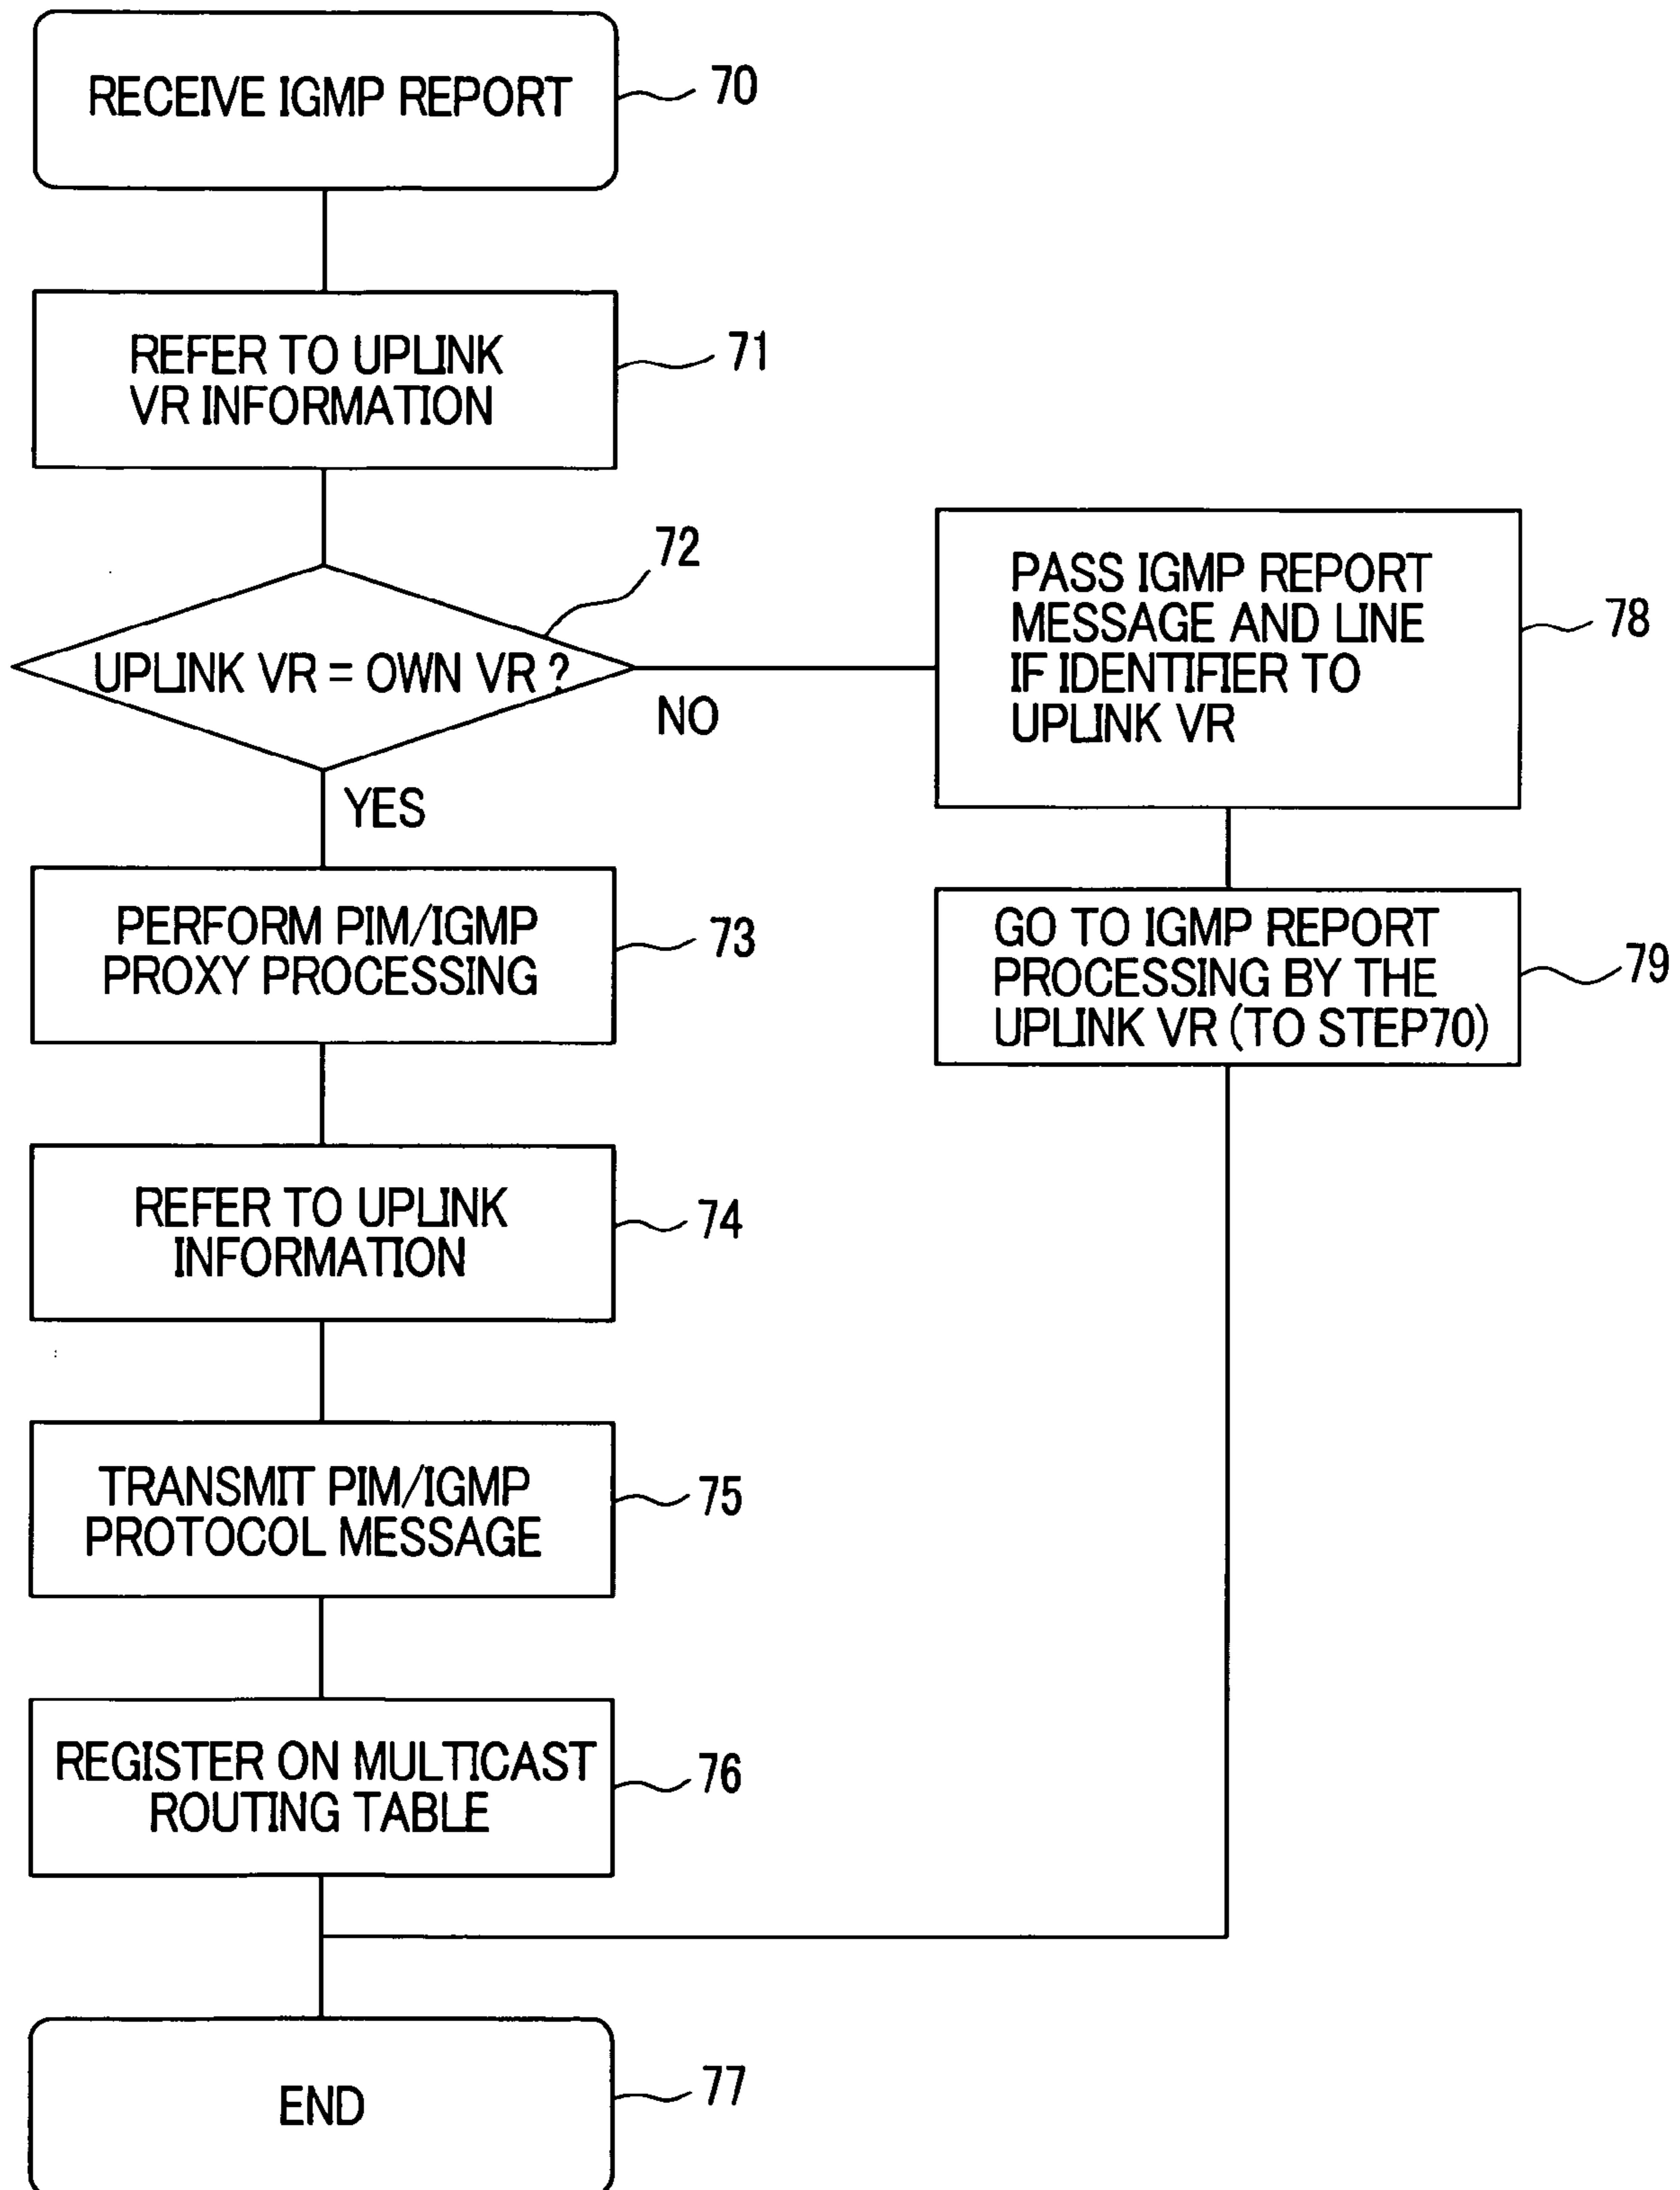 RECEIVE IGMP REPORT
70
REFER TO UPLINK
VR INFORMATION
71
72
UPLINK VR = OWN VR ?
NO
YES
PASS IGMP REPORT
MESSAGE AND LINE
IF IDENTIFIER TO
UPLINK VR
78
PERFORM PIM/IGMP
PROXY PROCESSING
73
GO TO IGMP REPORT
PROCESSING BY THE
UPLINK VR (TO STEP70)
79
REFER TO UPLINK
INFORMATION
74
TRANSMIT PIM/IGMP
PROTOCOL MESSAGE
75
REGISTER ON MULTICAST
ROUTING TABLE
76
END
77